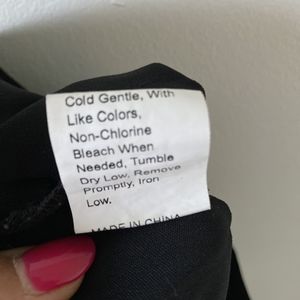 Cold Gentle, With
Like Colors,
Non-Chlorine
Bleach When
Needed, Tumble
Dry Low, Remove
Promptly, Iron
Low.
MADE IN CHINA